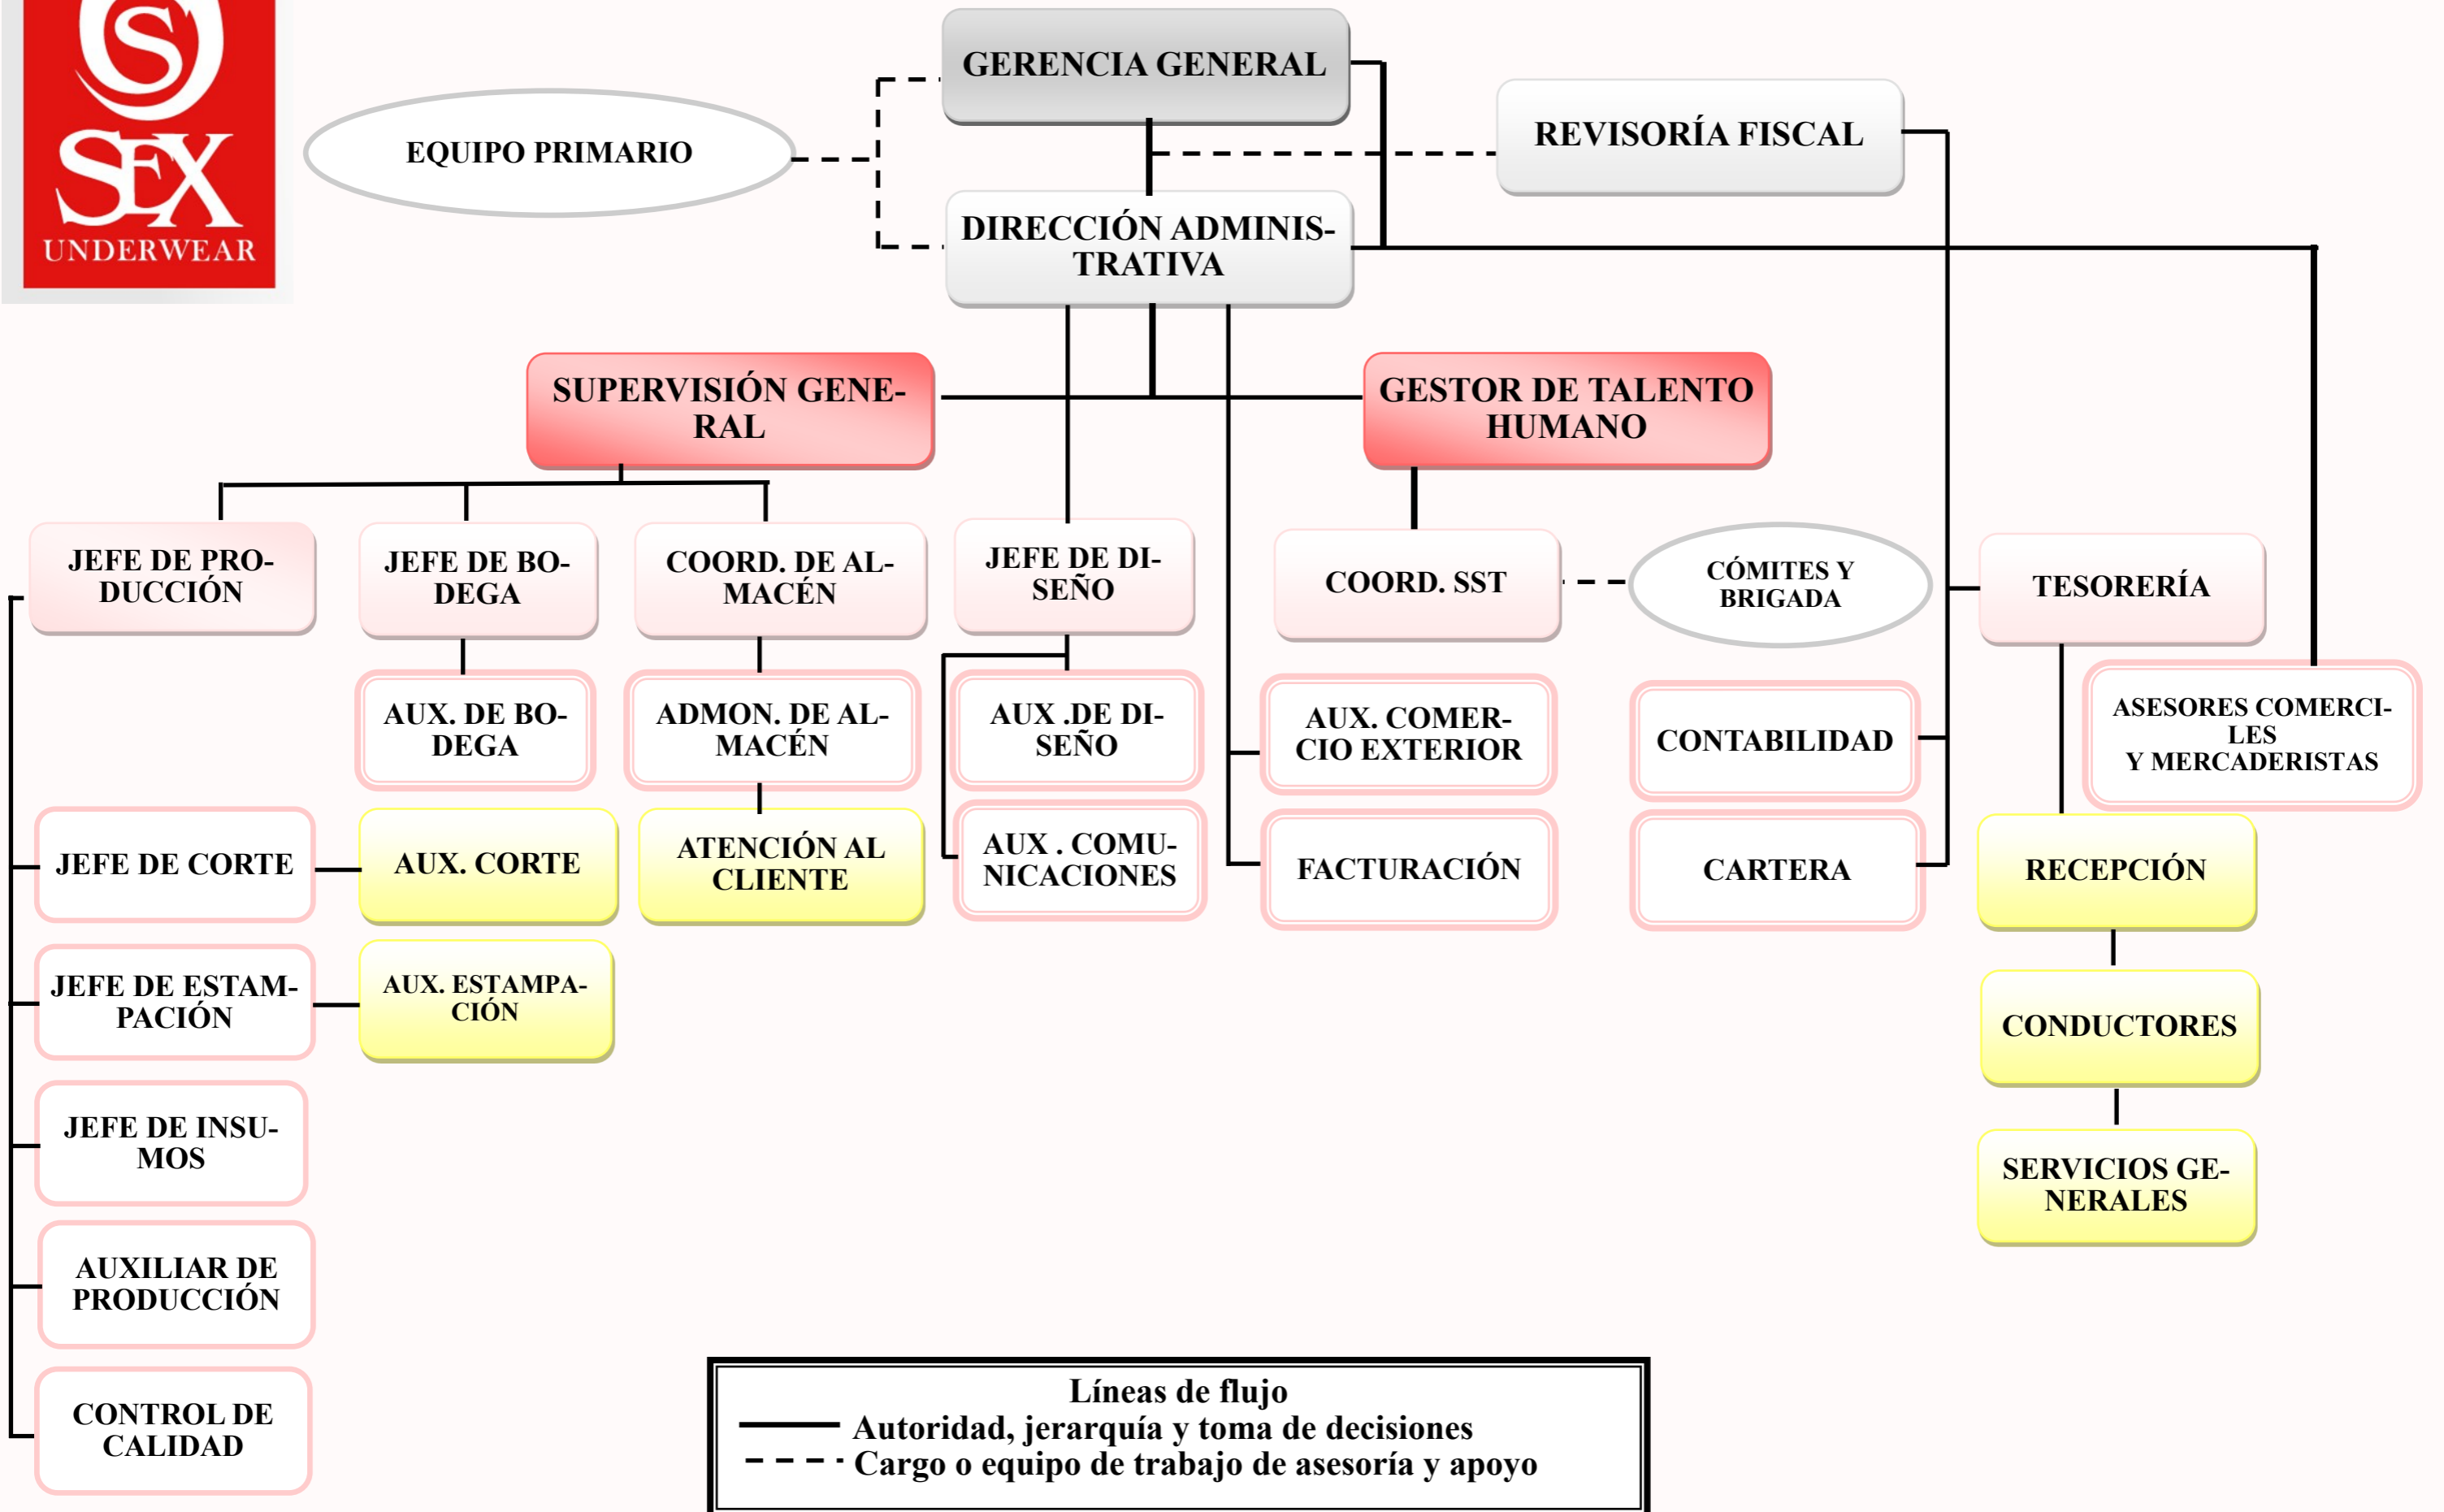 S
SEX
UNDERWEAR
GERENCIA GENERAL
EQUIPO PRIMARIO
REVISORÍA FISCAL
DIRECCIÓN ADMINIS-
TRATIVA
SUPERVISIÓN GENE-
RAL
GESTOR DE TALENTO
HUMANO
JEFE DE PRO-
DUCCIÓN
JEFE DE BO-
DEGA
COORD. DE AL-
MACÉN
JEFE DE DI-
SEÑO
COORD. SST
CÓMITES Y
BRIGADA
TESORERÍA
AUX. DE BO-
DEGA
ADMON. DE AL-
MACÉN
AUX .DE DI-
SEÑO
AUX. COMER-
CIO EXTERIOR
CONTABILIDAD
ASESORES COMERCI-
LES
Y MERCADERISTAS
JEFE DE CORTE
AUX. CORTE
ATENCIÓN AL
CLIENTE
AUX . COMU-
NICACIONES
FACTURACIÓN
CARTERA
RECEPCIÓN
JEFE DE ESTAM-
PACIÓN
AUX. ESTAMPA-
CIÓN
CONDUCTORES
JEFE DE INSU-
MOS
SERVICIOS GE-
NERALES
AUXILIAR DE
PRODUCCIÓN
CONTROL DE
CALIDAD
Líneas de flujo
Autoridad, jerarquía y toma de decisiones
Cargo o equipo de trabajo de asesoría y apoyo